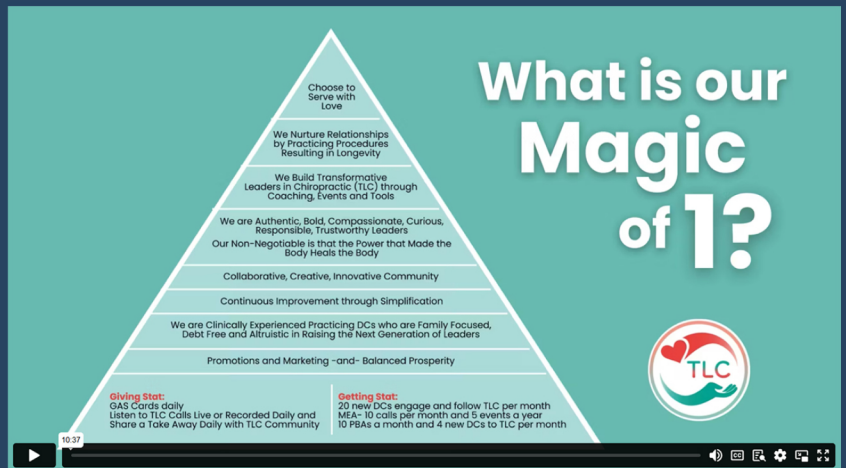 Choose to
Serve with
Love
We Nurture Relationships
by Practicing Procedures
Resulting in Longevity
We Build Transformative
Leaders in Chiropractic (TLC) through
Coaching, Events and Tools
We are Authentic, Bold, Compassionate, Curious,
Responsible, Trustworthy Leaders
Our Non-Negotiable is that the Power that Made the
Body Heals the Body
Collaborative, Creative, Innovative Community
Continuous Improvement through Simplification
We are Clinically Experienced Practicing DCs who are Family Focused,
Debt Free and Altruistic in Raising the Next Generation of Leaders
Promotions and Marketing -and- Balanced Prosperity
Giving Stat:
GAS Cards daily
Listen to TLC Calls Live or Recorded Daily and
Share a Take Away Daily with TLC Community
Getting Stat:
20 new DCs engage and follow TLC per month
MEA- 10 calls per month and 5 events a year
10 PBAs a month and 4 new DCs to TLC per month
What is our
Magic
of 1?
TLC
10:37
CC